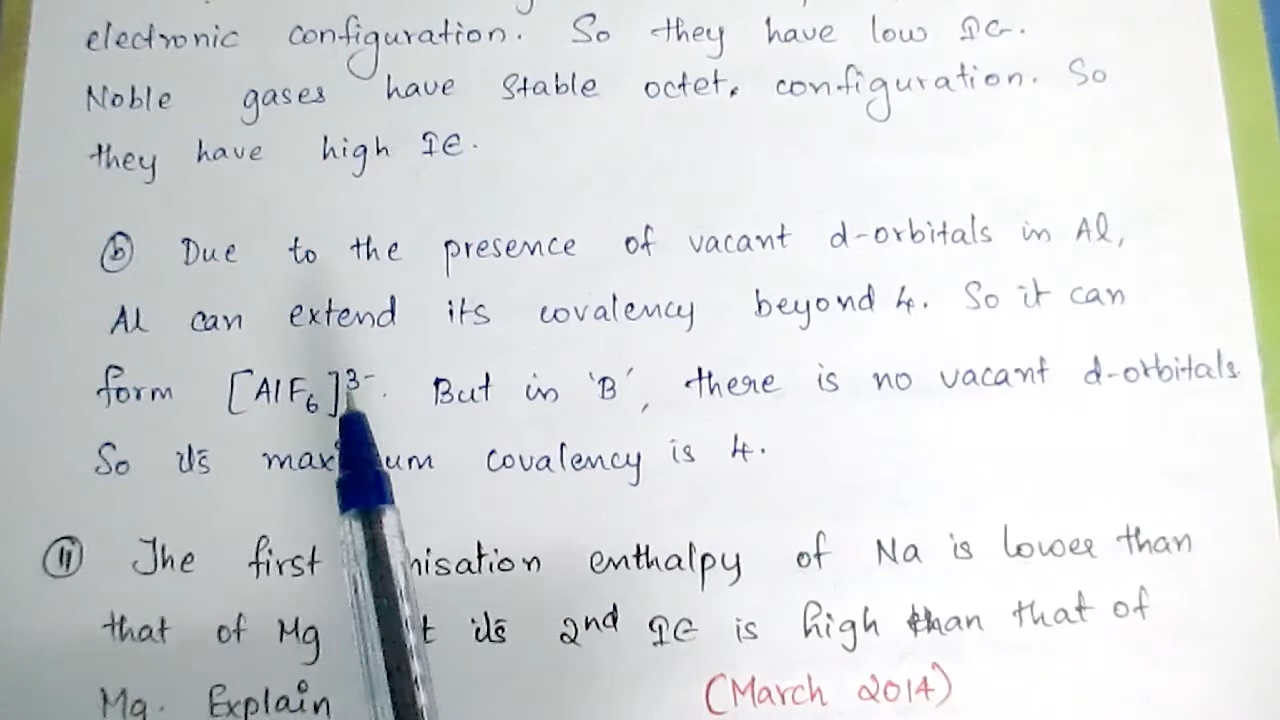 electronic configuration. So they have low IE.
Noble gases have stable octet. configuration. So
they have high IE.
(b) Due to the presence of vacant d-orbitals in Al,
Al can extend its covalency beyond 4. So it can
form [AlF6]3-. But in 'B', there is no vacant d-orbitals
So its covalency is 4.
(11) The first enthalpy of Na is lower than
that of Mg its 2nd IE is high than that of
Mg. Explain (March 2014)